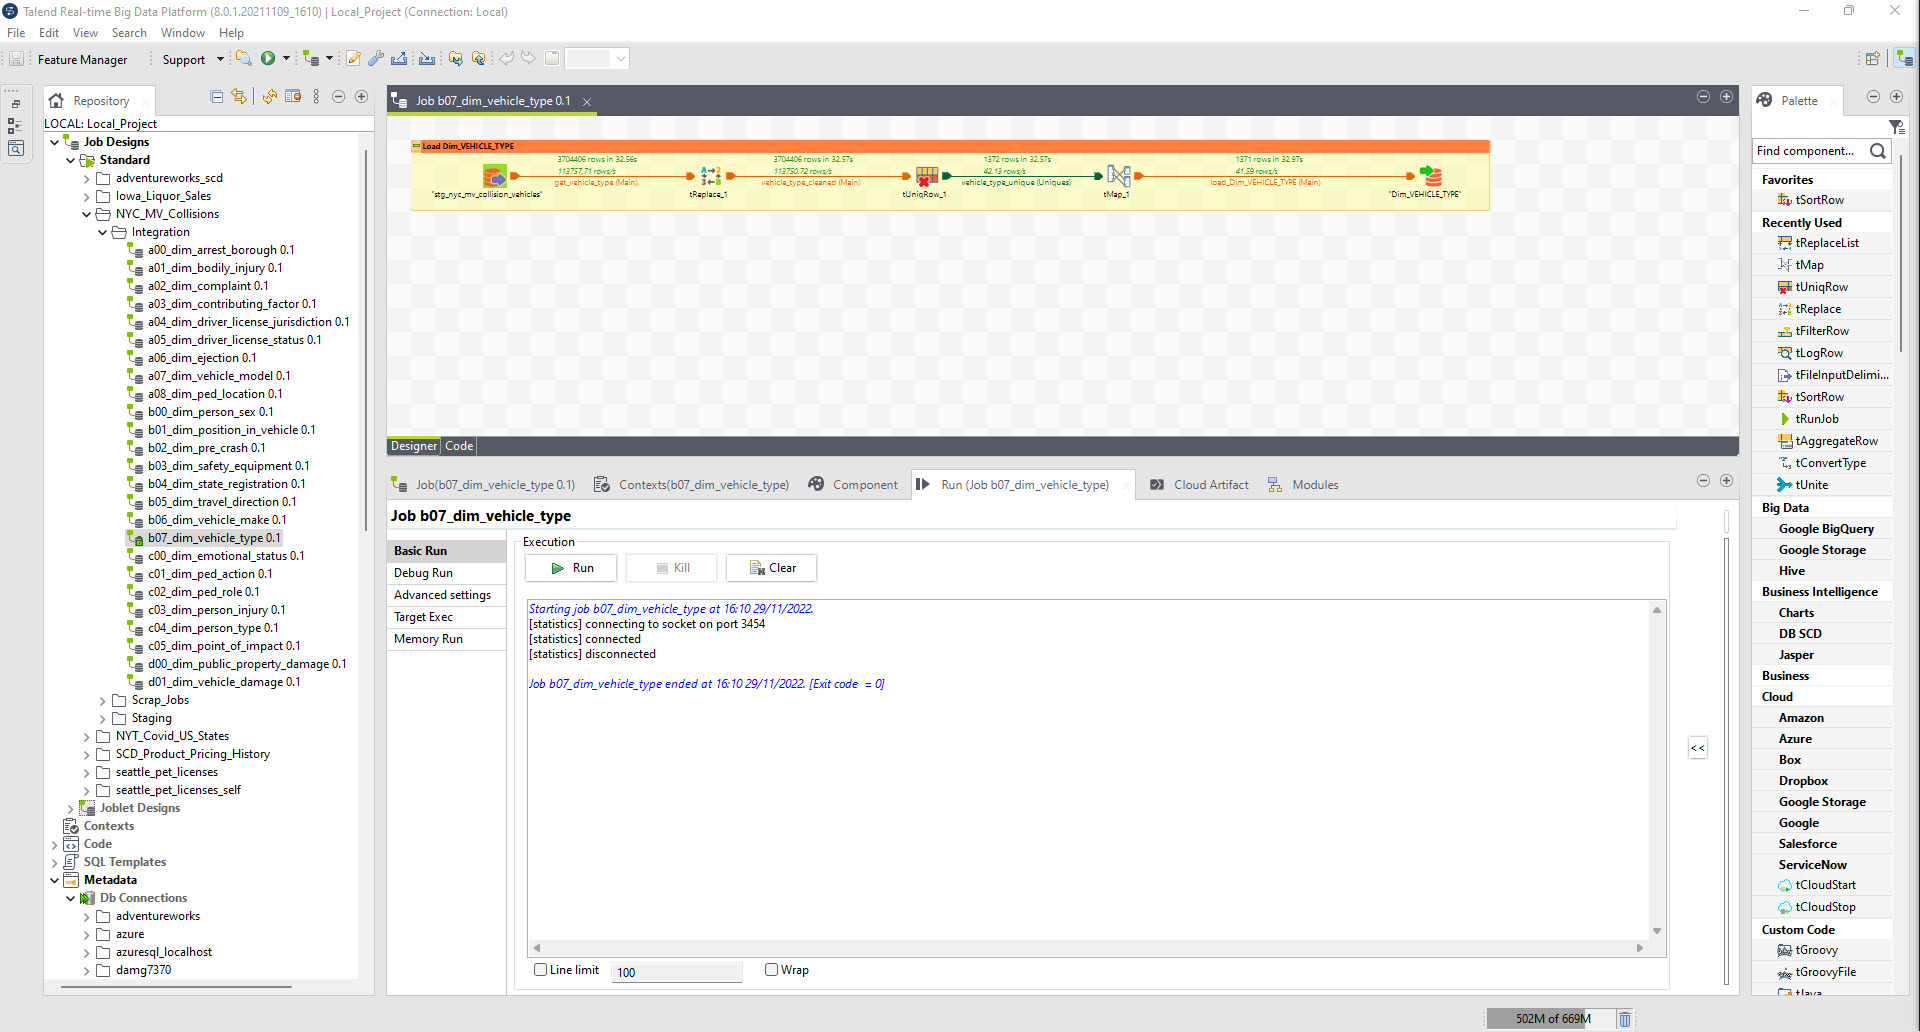 Talend Real-time Big Data Platform (8.0.1.20211109_1610) | Local_Project (Connection: Local)
File Edit View Search Window Help
Feature Manager Support
Repository
LOCAL: Local_Project
Job Designs
Standard
adventureworks_scd
Iowa_Liquor_Sales
NYC_MV_Collisions
Integration
a00_dim_arrest_borough 0.1
a01_dim_bodily_injury 0.1
a02_dim_complaint 0.1
a03_dim_contributing_factor 0.1
a04_dim_driver_license_jurisdiction 0.1
a05_dim_driver_license_status 0.1
a06_dim_ejection 0.1
a07_dim_vehicle_model 0.1
a08_dim_ped_location 0.1
b00_dim_person_sex 0.1
b01_dim_position_in_vehicle 0.1
b02_dim_pre_crash 0.1
b03_dim_safety_equipment 0.1
b04_dim_state_registration 0.1
b05_dim_travel_direction 0.1
b06_dim_vehicle_make 0.1
b07_dim_vehicle_type 0.1
c00_dim_emotional_status 0.1
c01_dim_ped_action 0.1
c02_dim_ped_role 0.1
c03_dim_person_injury 0.1
c04_dim_person_type 0.1
c05_dim_point_of_impact 0.1
d00_dim_public_property_damage 0.1
d01_dim_vehicle_damage 0.1
Scrap_Jobs
Staging
NYT_Covid_US_States
SCD_Product_Pricing_History
seattle_pet_licenses
seattle_pet_licenses_self
Joblet Designs
Contexts
Code
SQL Templates
Metadata
Db Connections
adventureworks
azure
azuresql_localhost
damg7370
Job b07_dim_vehicle_type 0.1
Load Dim_VEHICLE_TYPE
3704406 rows in 32.56s 3704406 rows in 32.57s 1372 rows in 32.57s 1371 rows in 32.97s
113757.71 rows/s 113750.72 rows/s 42.13 rows/s 41.59 rows/s
get_vehicle_type (Main) vehicle_type_cleaned (Main) vehicle_type_unique (Uniques) load_Dim_VEHICLE_TYPE (Main)
"stg_nyc_mv_collision_vehicles" tReplace_1 tUniqRow_1 tMap_1 "Dim_VEHICLE_TYPE"
Designer Code
Job(b07_dim_vehicle_type 0.1) Contexts(b07_dim_vehicle_type) Component Run (Job b07_dim_vehicle_type) Cloud Artifact Modules
Job b07_dim_vehicle_type
Basic Run
Debug Run
Advanced settings
Target Exec
Memory Run
Execution
Run Kill Clear
Starting job b07_dim_vehicle_type at 16:10 29/11/2022.
[statistics] connecting to socket on port 3454
[statistics] connected
[statistics] disconnected
Job b07_dim_vehicle_type ended at 16:10 29/11/2022. [Exit code = 0]
<<
Line limit 100 Wrap
Palette
Find component...
Favorites
tSortRow
Recently Used
tReplaceList
tMap
tUniqRow
tReplace
tFilterRow
tLogRow
tFileInputDelimi...
tSortRow
tRunJob
tAggregateRow
tConvertType
tUnite
Big Data
Google BigQuery
Google Storage
Hive
Business Intelligence
Charts
DB SCD
Jasper
Business
Cloud
Amazon
Azure
Box
Dropbox
Google Storage
Google
Salesforce
ServiceNow
tCloudStart
tCloudStop
Custom Code
tGroovy
tGroovyFile
tJava
502M of 669M